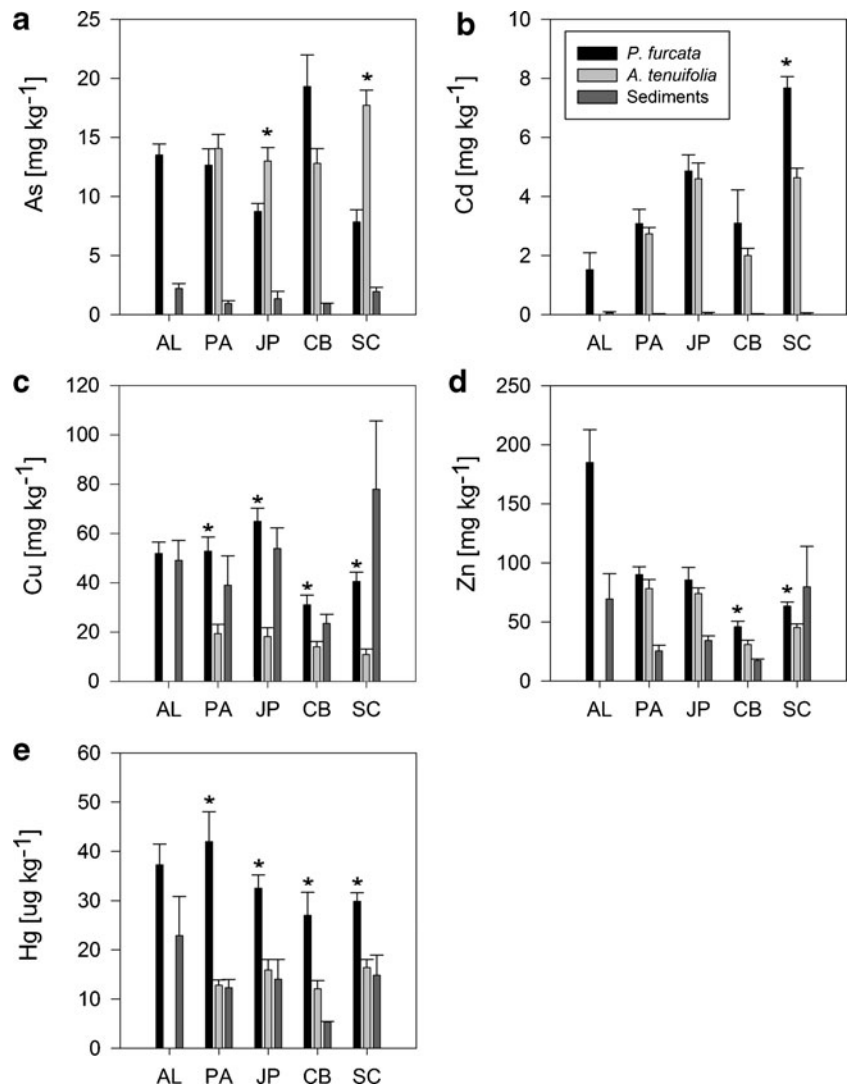 a
As [mg kg-1]
25
20
15
10
5
0
*
*
AL PA JP CB SC
b
Cd [mg kg-1]
10
8
6
4
2
0
P. furcata
A. tenuifolia
Sediments
*
AL PA JP CB SC
c
Cu [mg kg-1]
120
100
80
60
40
20
0
*
*
*
*
AL PA JP CB SC
d
Zn [mg kg-1]
250
200
150
100
50
0
*
*
AL PA JP CB SC
e
Hg [ug kg-1]
60
50
40
30
20
10
0
*
*
*
*
AL PA JP CB SC